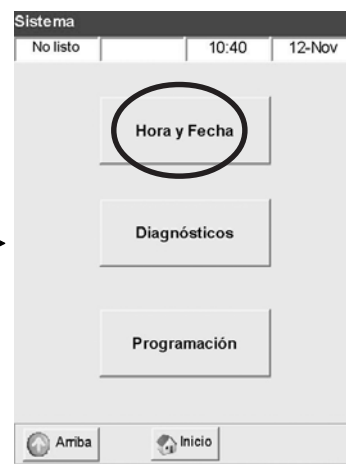 Sistema
No listo 10:40 12-Nov
Hora y Fecha
Diagnósticos
Programación
Arriba Inicio